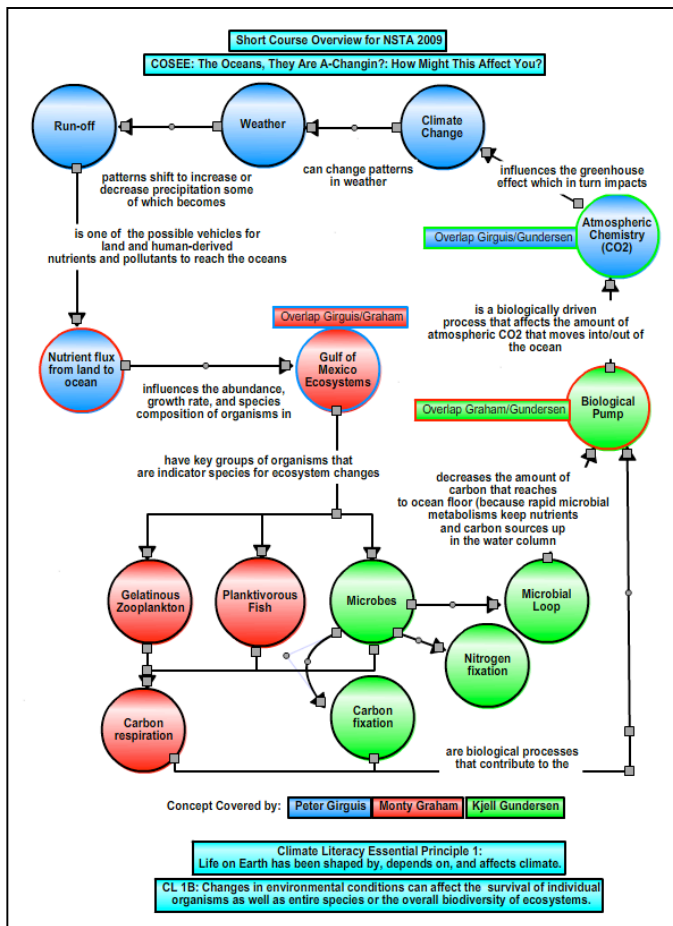 Short Course Overview for NSTA 2009
COSEE: The Oceans, They Are A-Changin?: How Might This Affect You?
Run-off
Weather
Climate
Change
patterns shift to increase or
decrease precipitation some
of which becomes
can change patterns
in weather
influences the greenhouse
effect which in turn impacts
is one of the possible vehicles for
land and human-derived
nutrients and pollutants to reach the oceans
Overlap Girguis/Gundersen
Atmospheric
Chemistry
(CO2)
is a biologically driven
process that affects the amount of
atmospheric CO2 that moves into/out of
the ocean
Overlap Girguis/Graham
Nutrient flux
from land to
ocean
Gulf of
Mexico
Ecosystems
influences the abundance,
growth rate, and species
composition of organisms in
Overlap Graham/Gundersen
Biological
Pump
have key groups of organisms that
are indicator species for ecosystem changes
decreases the amount of
carbon that reaches
to ocean floor (because rapid microbial
metabolisms keep nutrients
and carbon sources up
in the water column
Gelatinous
Zooplankton
Planktivorous
Fish
Microbes
Microbial
Loop
Nitrogen
fixation
Carbon
respiration
Carbon
fixation
are biological processes
that contribute to the
Concept Covered by:
Peter Girguis
Monty Graham
Kjell Gundersen
Climate Literacy Essential Principle 1:
Life on Earth has been shaped by, depends on, and affects climate.
CL 1B: Changes in environmental conditions can affect the survival of individual
organisms as well as entire species or the overall biodiversity of ecosystems.